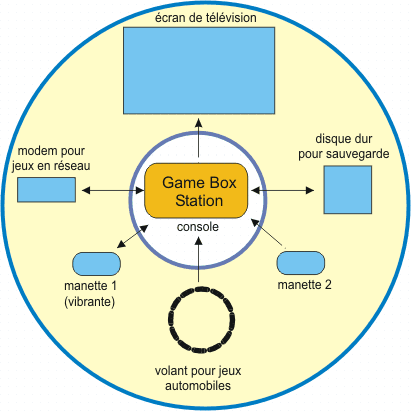 écran de télévision
modem pour
jeux en réseau
disque dur
pour sauvegarde
Game Box
Station
console
manette 1
(vibrante)
manette 2
volant pour jeux
automobiles